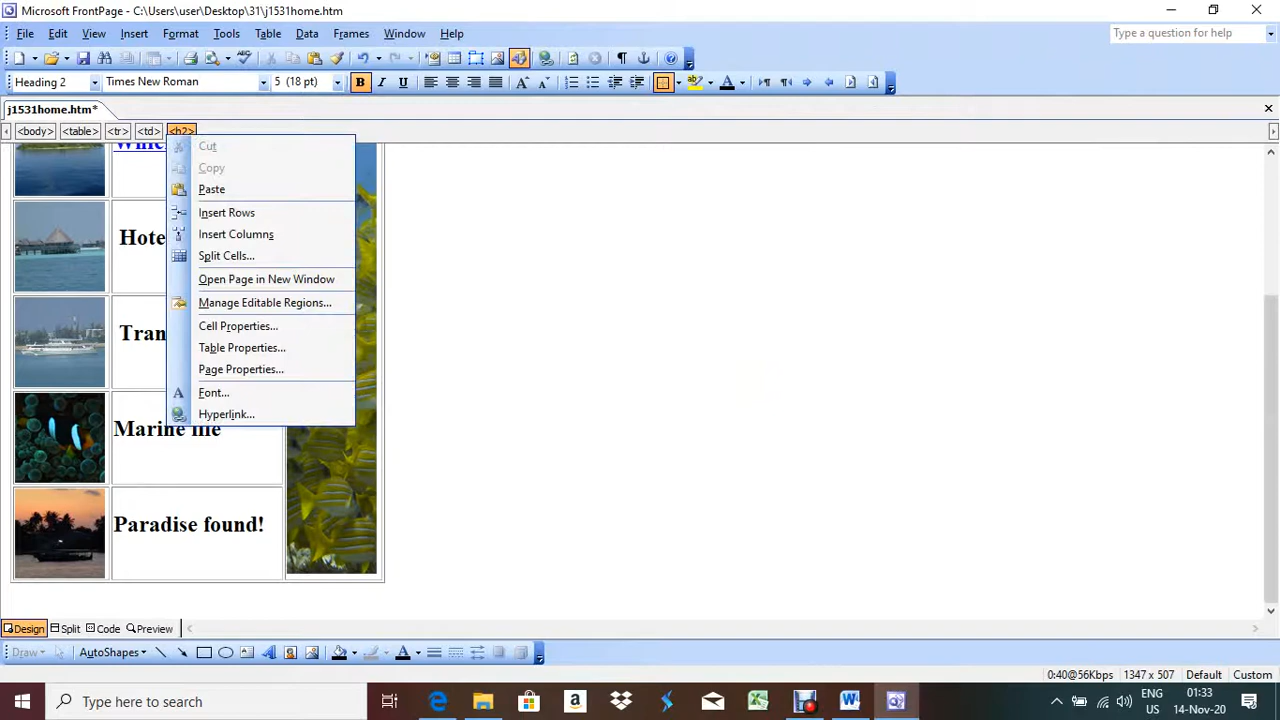 Microsoft FrontPage - C:\Users\user\Desktop\31\j1531home.htm
File Edit View Insert Format Tools Table Data Frames Window Help
Type a question for help
Heading 2 Times New Roman 5 (18 pt) B I U
j1531home.htm*
<body> <table> <tr> <td> <h2>
Cut
Copy
Paste
Insert Rows
Insert Columns
Split Cells...
Open Page in New Window
Manage Editable Regions...
Cell Properties...
Table Properties...
Page Properties...
Font...
Hyperlink...
Marine life
Paradise found!
Design Split Code Preview
Draw AutoShapes
0:40@56Kbps 1347 x 507 Default Custom
Type here to search
ENG
US
01:33
14-Nov-20